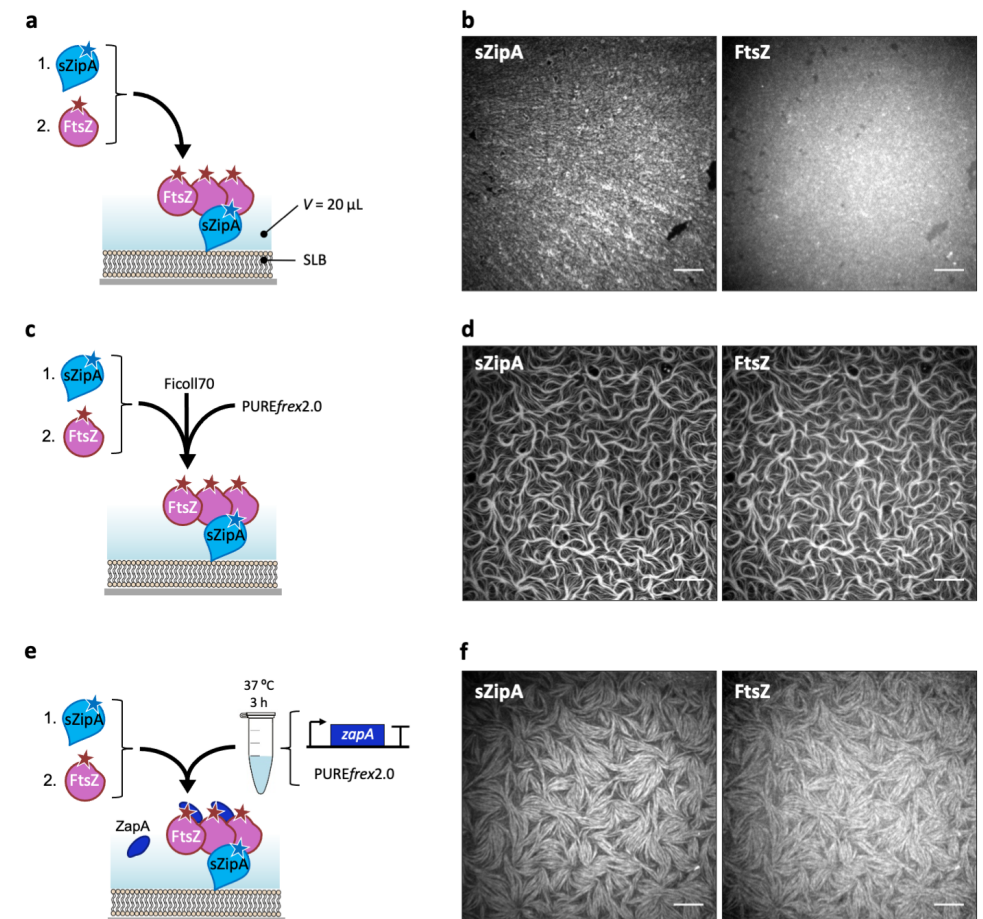 a
1. sZipA
2. FtsZ
FtsZ
sZipA
V = 20 µL
SLB
b
sZipA
FtsZ
c
1. sZipA
2. FtsZ
Ficoll70
PUREfrex2.0
FtsZ
sZipA
d
sZipA
FtsZ
e
1. sZipA
2. FtsZ
37 ºC
3 h
zapA
PUREfrex2.0
ZapA
FtsZ
sZipA
f
sZipA
FtsZ